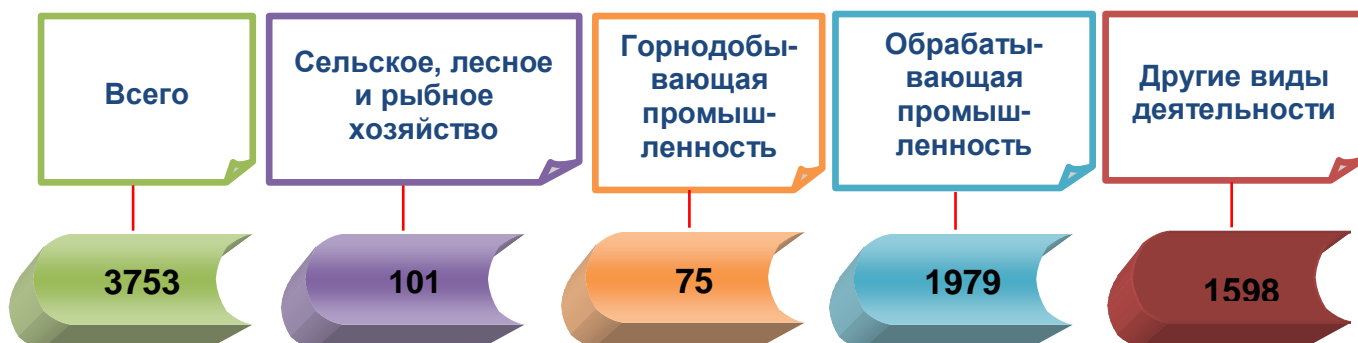 Всего
Сельское, лесное
и рыбное
хозяйство
Горнодобы-
вающая
промыш-
ленность
Обрабаты-
вающая
промыш-
ленность
Другие виды
деятельности
3753
101
75
1979
1598